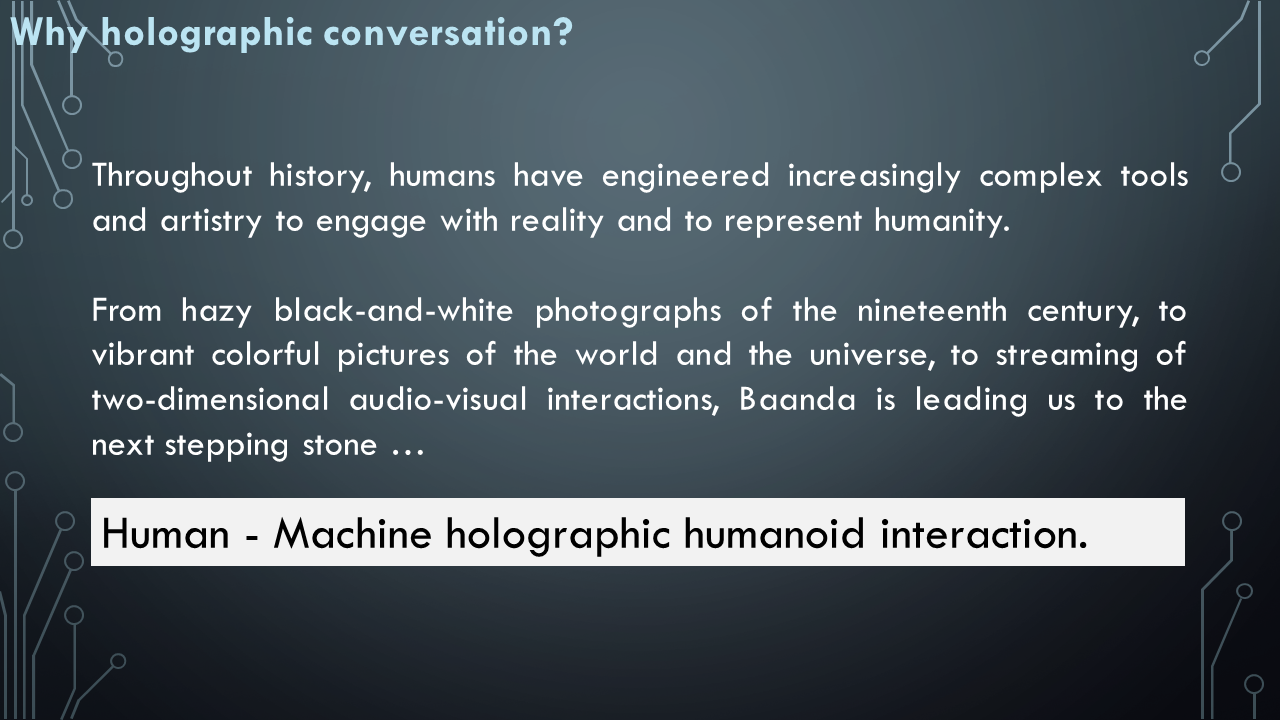 Why holographic conversation?
Throughout history, humans have engineered increasingly complex tools
and artistry to engage with reality and to represent humanity.
From hazy black-and-white photographs of the nineteenth century, to
vibrant colorful pictures of the world and the universe, to streaming of
two-dimensional audio-visual interactions, Baanda is leading us to the
next stepping stone …
Human - Machine holographic humanoid interaction.